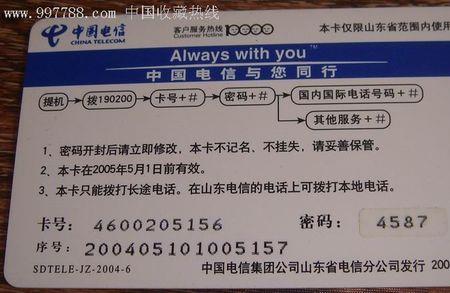 www.997788.com 中国收藏热线
中国电信 客户服务热线 10000 本卡仅限山东省范围内使用
CHINA TELECOM Customer Hotline
Always with you™
中国电信与您同行
提机 拨190200 卡号+# 密码+# 国内国际电话号码+#
其他服务+#
1、密码开封后请立即修改，本卡不记名、不挂失，请妥善保管。
2、本卡在2005年5月1日前有效。
3、本卡只能拨打长途电话。在山东电信的电话上可拨打本地电话。
卡号：4600205156 密码：4587
序号：200405101005157
SDTELE-JZ-2004-6 中国电信集团公司山东省电信分公司发行 200